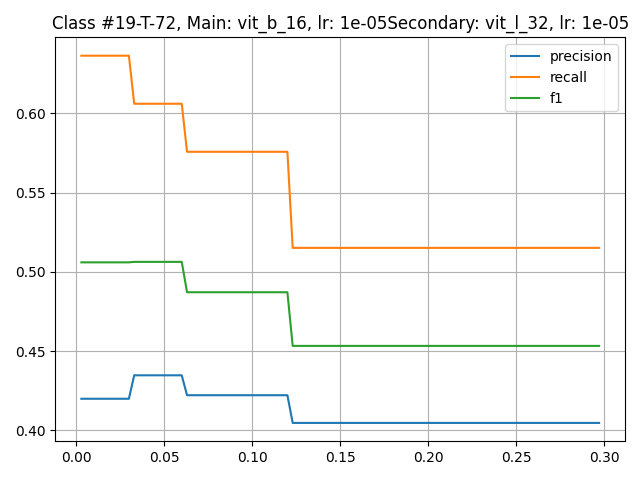 Class #19-T-72, Main: vit_b_16, lr: 1e-05Secondary: vit_l_32, lr: 1e-05
precision
recall
f1
0.60
0.55
0.50
0.45
0.40
0.00 0.05 0.10 0.15 0.20 0.25 0.30